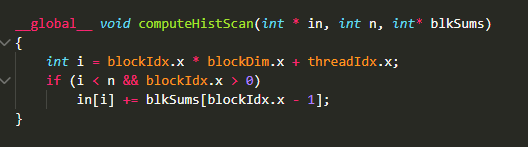 __global__ void computeHistScan(int * in, int n, int* blkSums)
{
    int i = blockIdx.x * blockDim.x + threadIdx.x;
    if (i < n && blockIdx.x > 0)
        in[i] += blkSums[blockIdx.x - 1];
}